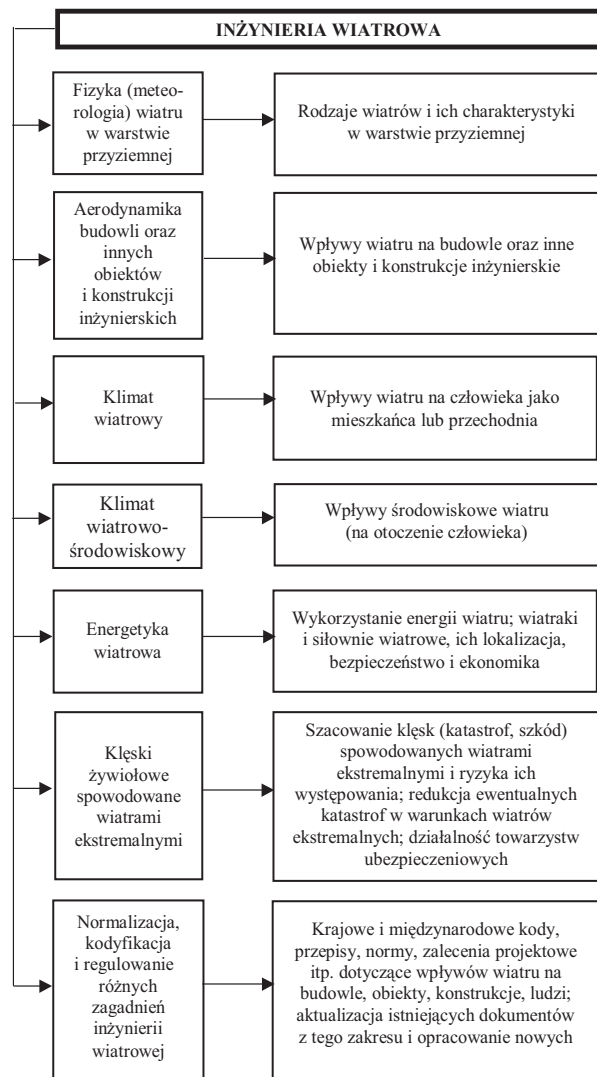 INŻYNIERIA WIATROWA
Fizyka (meteo-
rologia) wiatru
w warstwie
przyziemnej
Rodzaje wiatrów i ich charakterystyki
w warstwie przyziemnej
Aerodynamika
budowli oraz
innych
obiektów
i konstrukcji
inżynierskich
Wpływy wiatru na budowle oraz inne
obiekty i konstrukcje inżynierskie
Klimat
wiatrowy
Wpływy wiatru na człowieka jako
mieszkańca lub przechodnia
Klimat
wiatrowo-
środowiskowy
Wpływy środowiskowe wiatru
(na otoczenie człowieka)
Energetyka
wiatrowa
Wykorzystanie energii wiatru; wiatraki
i siłownie wiatrowe, ich lokalizacja,
bezpieczeństwo i ekonomika
Klęski
żywiołowe
spowodowane
wiatrami
ekstremalnymi
Szacowanie klęsk (katastrof, szkód)
spowodowanych wiatrami
ekstremalnymi i ryzyka ich
występowania; redukcja ewentualnych
katastrof w warunkach wiatrów
ekstremalnych; działalność towarzystw
ubezpieczeniowych
Normalizacja,
kodyfikacja
i regulowanie
różnych
zagadnień
inżynierii
wiatrowej
Krajowe i międzynarodowe kody,
przepisy, normy, zalecenia projektowe
itp. dotyczące wpływów wiatru na
budowle, obiekty, konstrukcje, ludzi;
aktualizacja istniejących dokumentów
z tego zakresu i opracowanie nowych